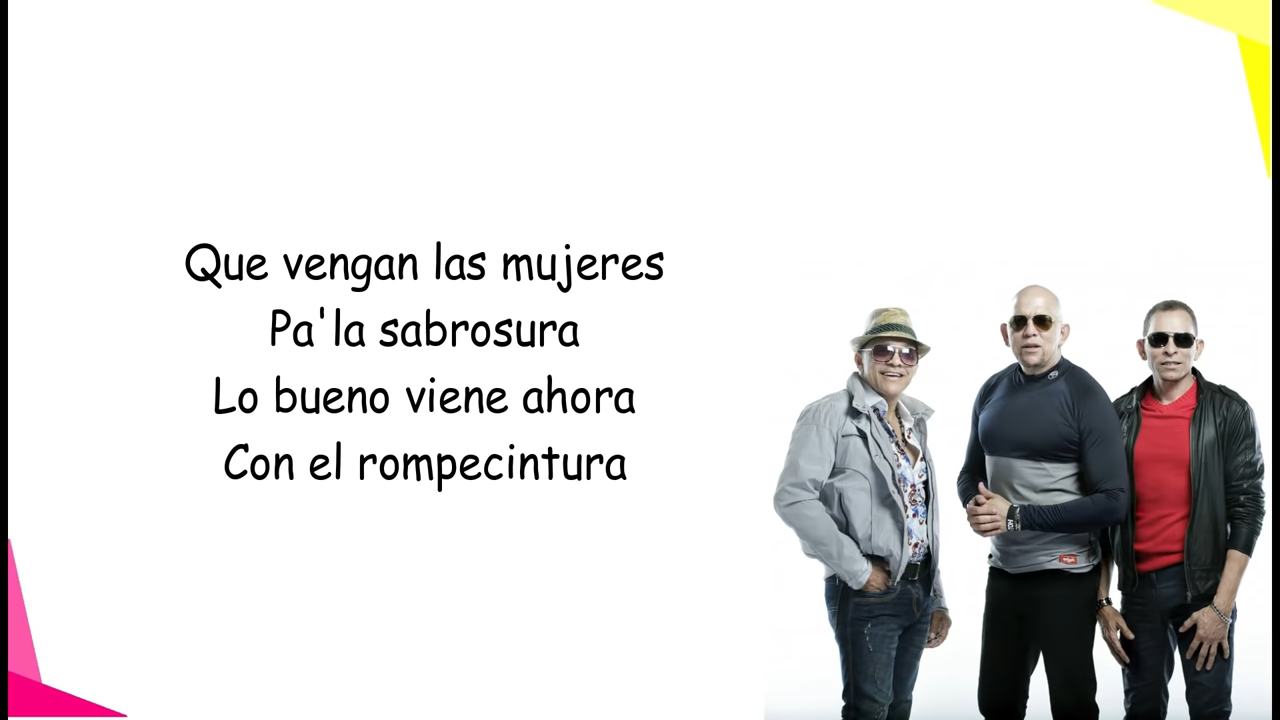 Que vengan las mujeres
Pa'la sabrosura
Lo bueno viene ahora
Con el rompecintura